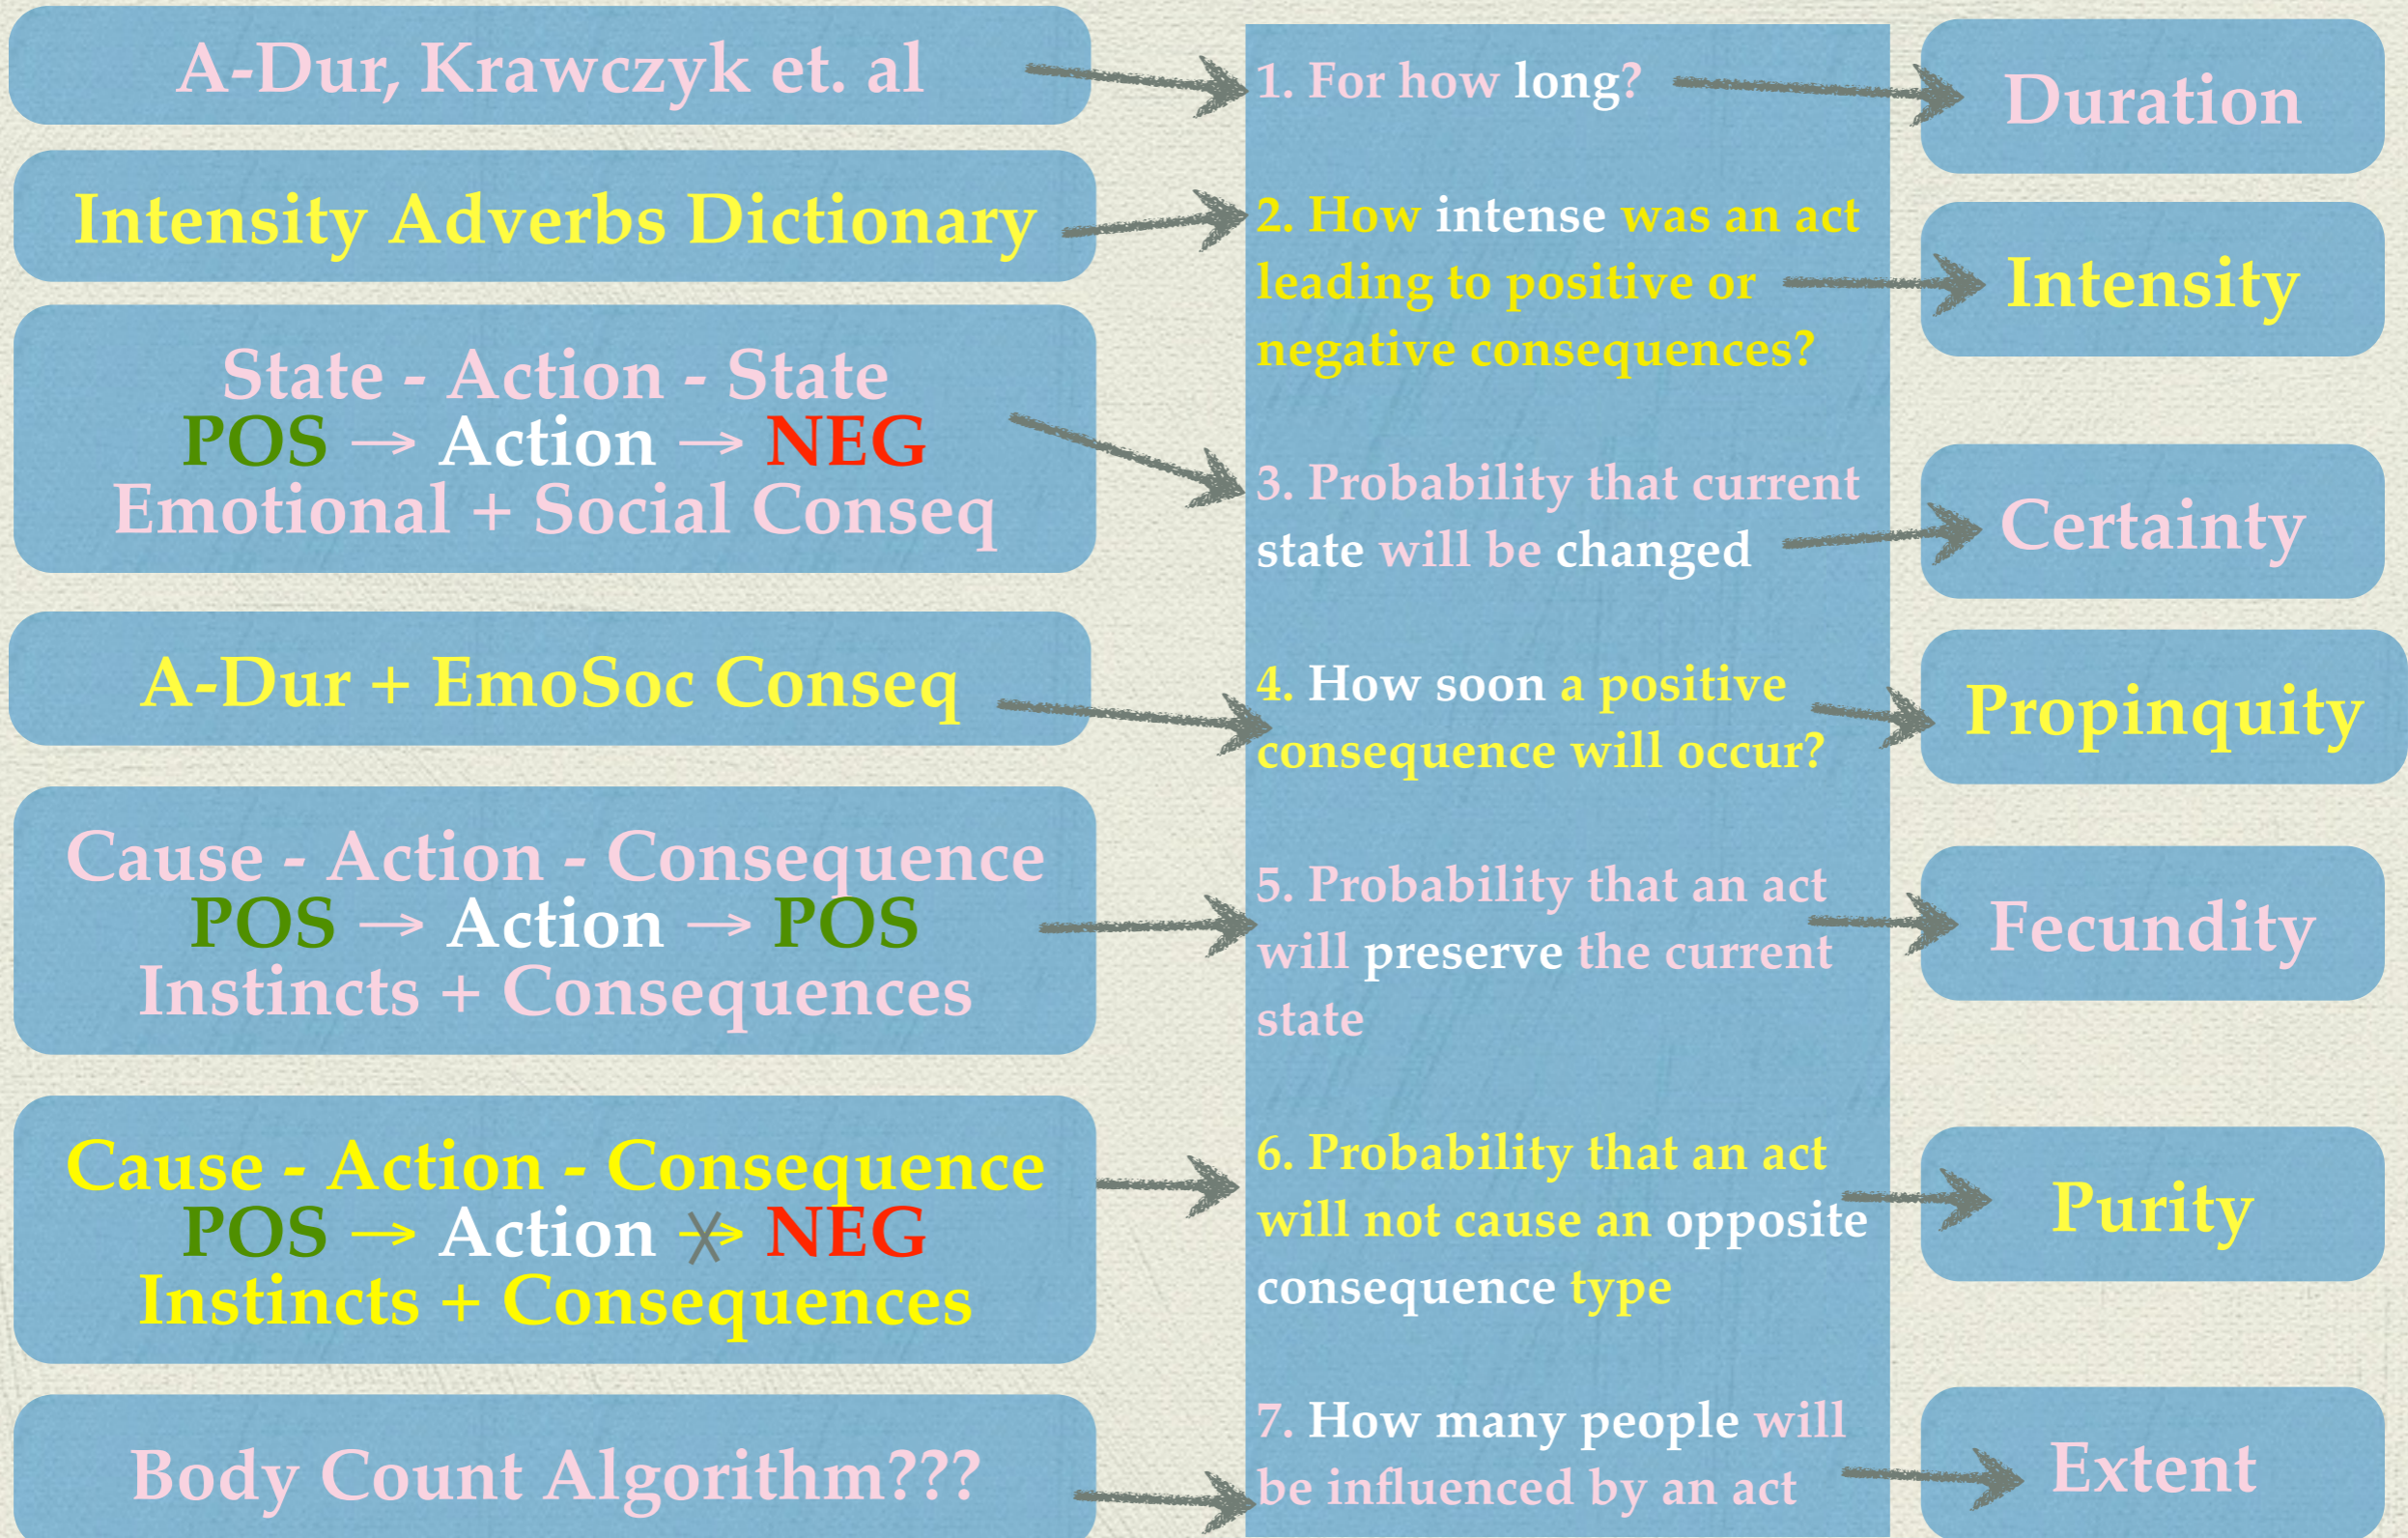 A-Dur, Krawczyk et. al
Intensity Adverbs Dictionary
State - Action - State
POS → Action → NEG
Emotional + Social Conseq
A-Dur + EmoSoc Conseq
Cause - Action - Consequence
POS → Action → POS
Instincts + Consequences
Cause - Action - Consequence
POS → Action → NEG
Instincts + Consequences
Body Count Algorithm???
1. For how long?
2. How intense was an act
leading to positive or
negative consequences?
3. Probability that current
state will be changed
4. How soon a positive
consequence will occur?
5. Probability that an act
will preserve the current
state
6. Probability that an act
will not cause an opposite
consequence type
7. How many people will
be influenced by an act
Duration
Intensity
Certainty
Propinquity
Fecundity
Purity
Extent